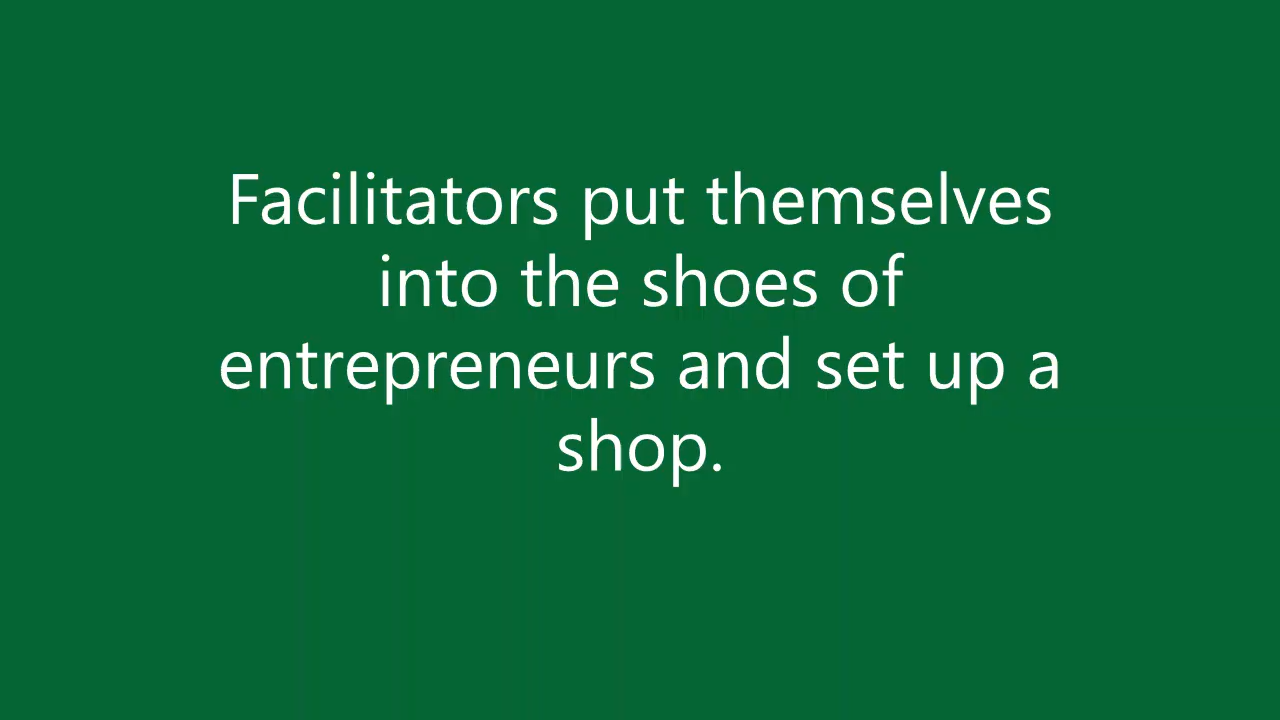 Facilitators put themselves
into the shoes of
entrepreneurs and set up a
shop.